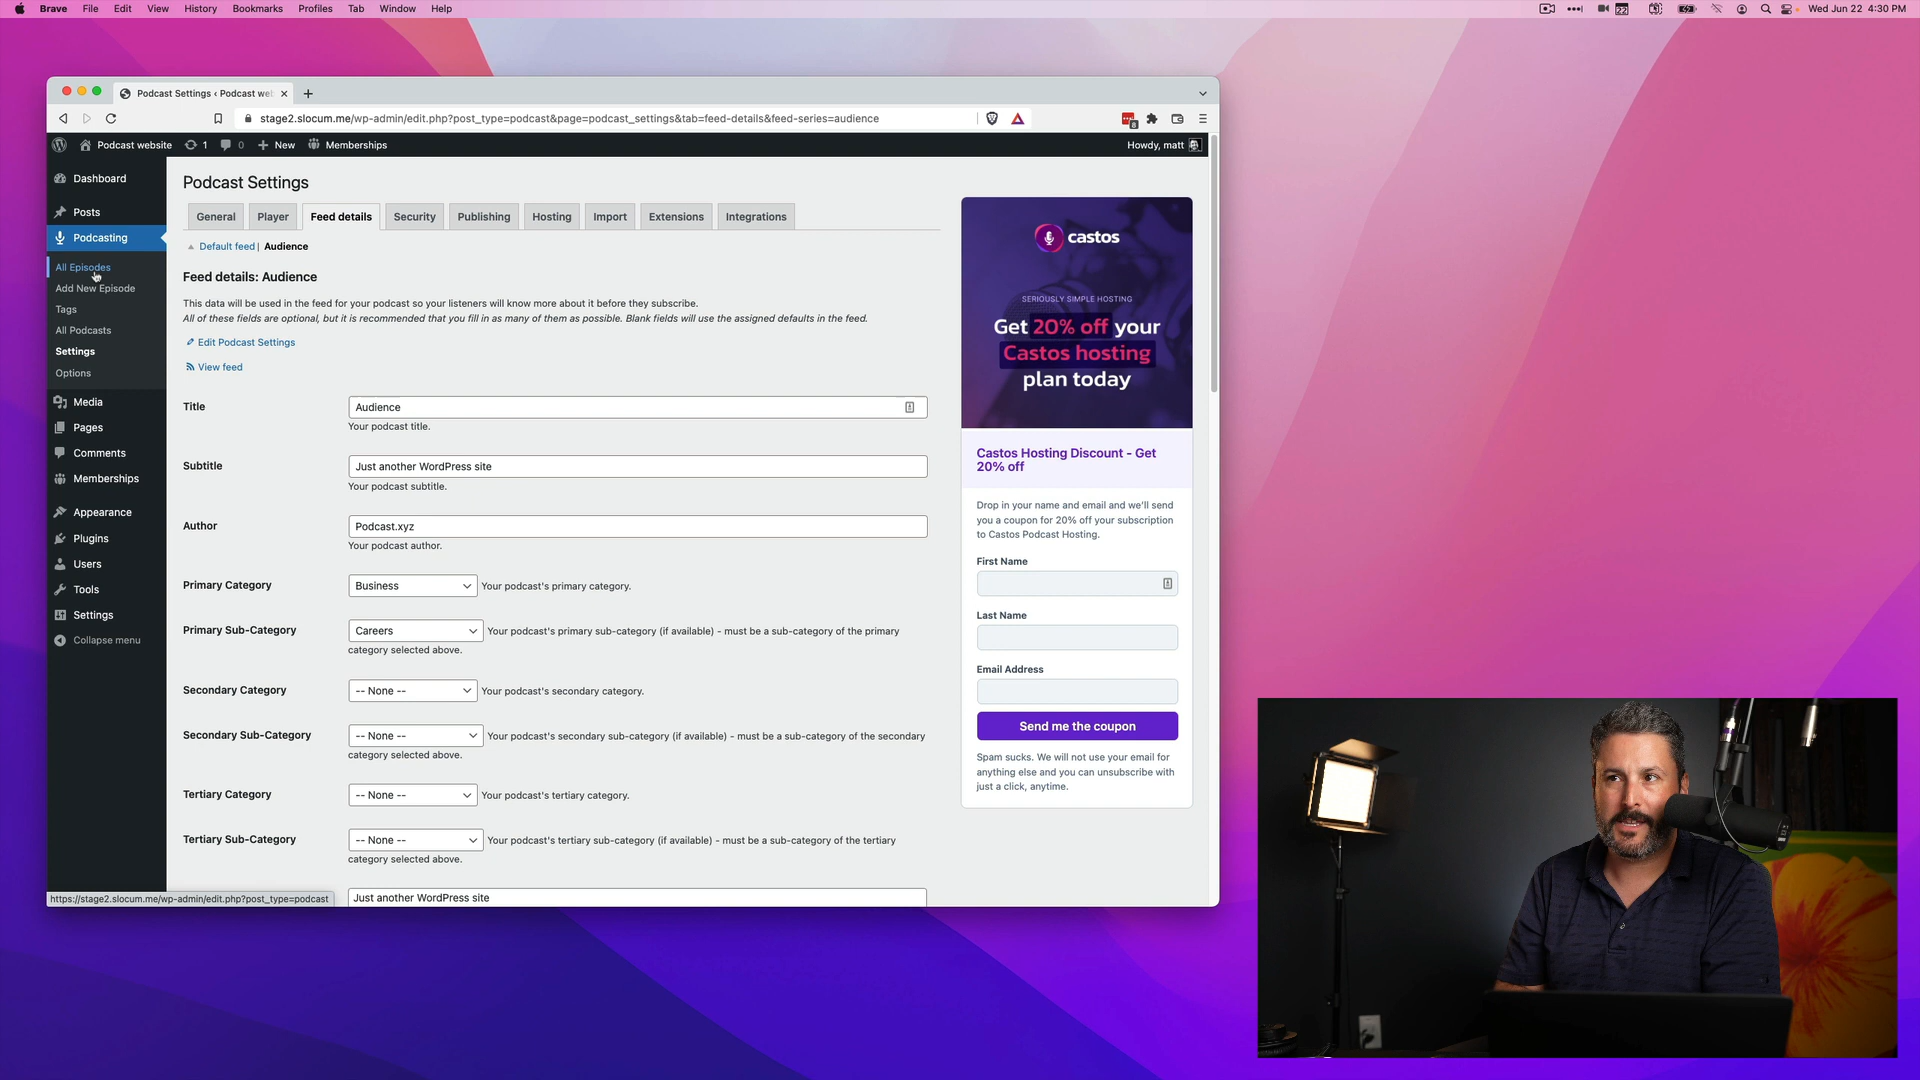 Brave File Edit View History Bookmarks Profiles Tab Window Help
22
Wed Jun 22 4:30 PM
Podcast Settings ‹ Podcast web
stage2.slocum.me/wp-admin/edit.php?post_type=podcast&page=podcast_settings&tab=feed-details&feed-series=audience
Podcast website 1 0 + New Memberships
Howdy, matt
Dashboard
Posts
Podcasting
All Episodes
Add New Episode
Tags
All Podcasts
Settings
Options
Media
Pages
Comments
Memberships
Appearance
Plugins
Users
Tools
Settings
Collapse menu
https://stage2.slocum.me/wp-admin/edit.php?post_type=podcast
Podcast Settings
General Player Feed details Security Publishing Hosting Import Extensions Integrations
Default feed | Audience
Feed details: Audience
This data will be used in the feed for your podcast so your listeners will know more about it before they subscribe.
All of these fields are optional, but it is recommended that you fill in as many of them as possible. Blank fields will use the assigned defaults in the feed.
Edit Podcast Settings
View feed
Title Audience
Your podcast title.
Subtitle Just another WordPress site
Your podcast subtitle.
Author Podcast.xyz
Your podcast author.
Primary Category Business Your podcast's primary category.
Primary Sub-Category Careers Your podcast's primary sub-category (if available) - must be a sub-category of the primary
category selected above.
Secondary Category -- None -- Your podcast's secondary category.
Secondary Sub-Category -- None -- Your podcast's secondary sub-category (if available) - must be a sub-category of the secondary
category selected above.
Tertiary Category -- None -- Your podcast's tertiary category.
Tertiary Sub-Category -- None -- Your podcast's tertiary sub-category (if available) - must be a sub-category of the tertiary
category selected above.
Just another WordPress site
castos
SERIOUSLY SIMPLE HOSTING
Get 20% off your
Castos hosting
plan today
Castos Hosting Discount - Get
20% off
Drop in your name and email and we'll send
you a coupon for 20% off your subscription
to Castos Podcast Hosting.
First Name
Last Name
Email Address
Send me the coupon
Spam sucks. We will not use your email for
anything else and you can unsubscribe with
just a click, anytime.